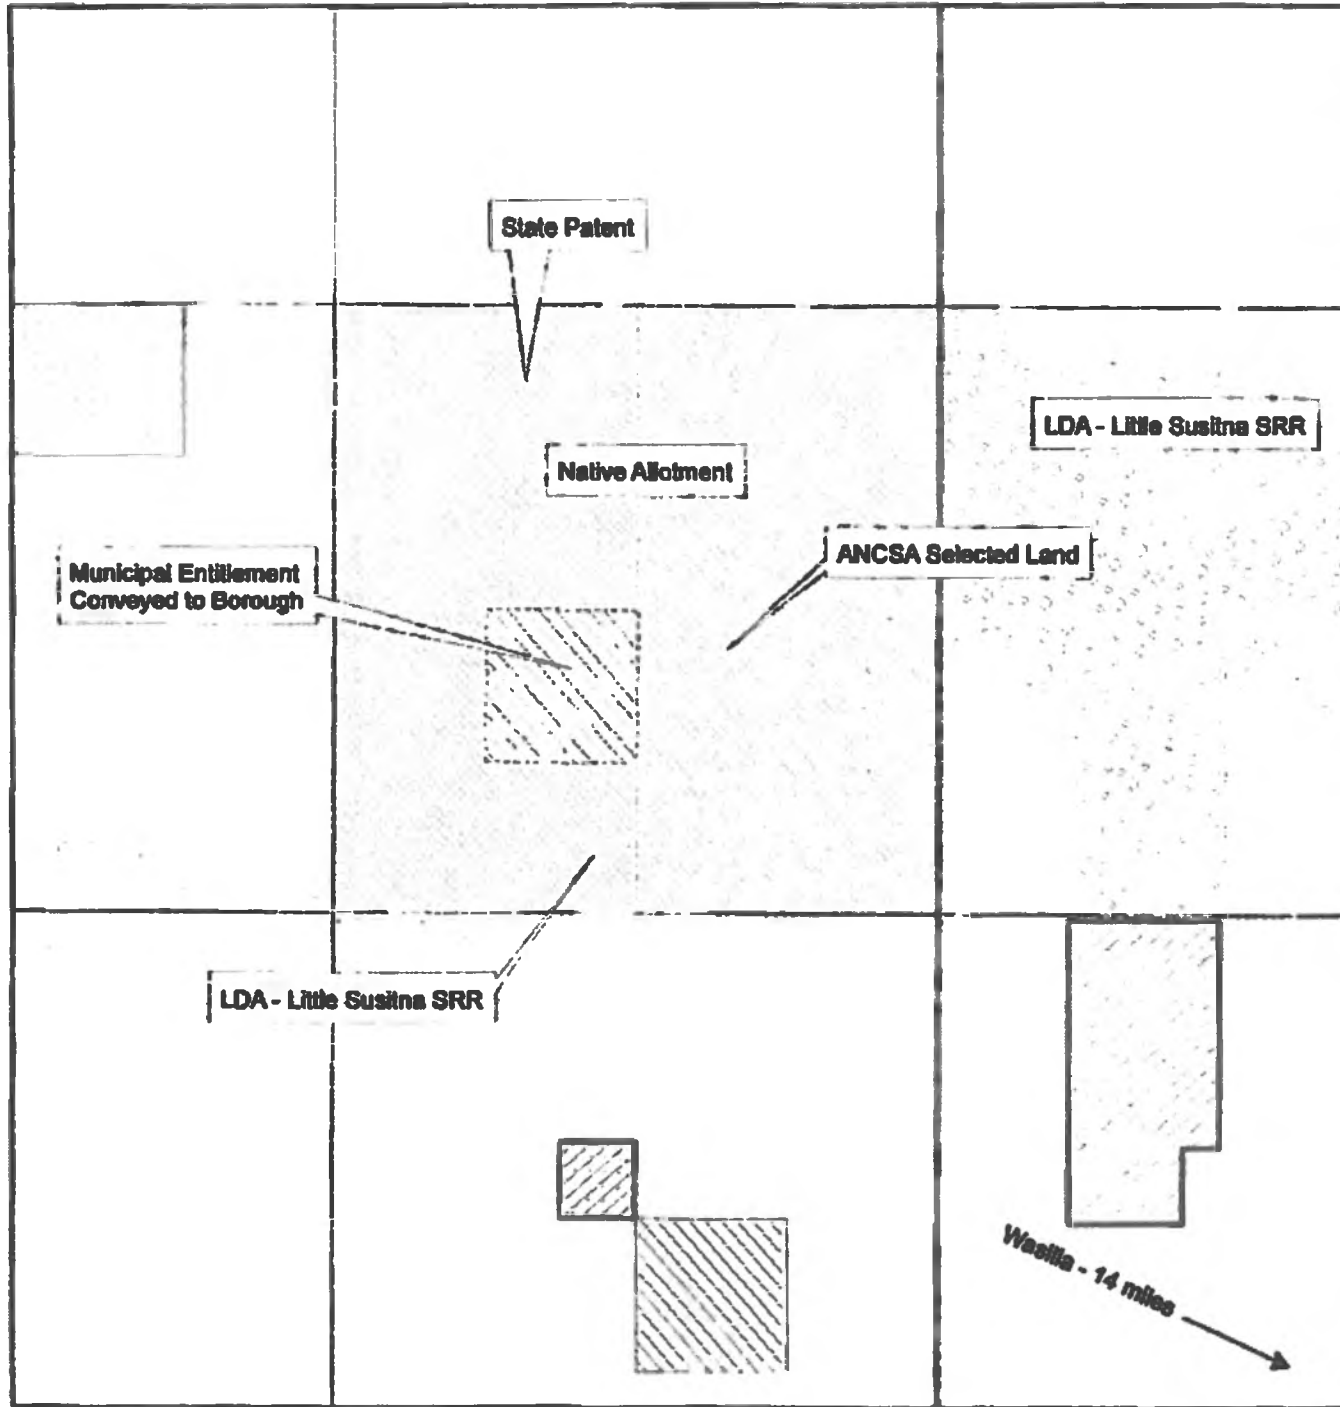 State Patent
LDA - Little Susitna SRR
Native Allotment
ANCSA Selected Land
Municipal Entitlement
Conveyed to Borough
LDA - Little Susitna SRR
Wasilla - 14 miles